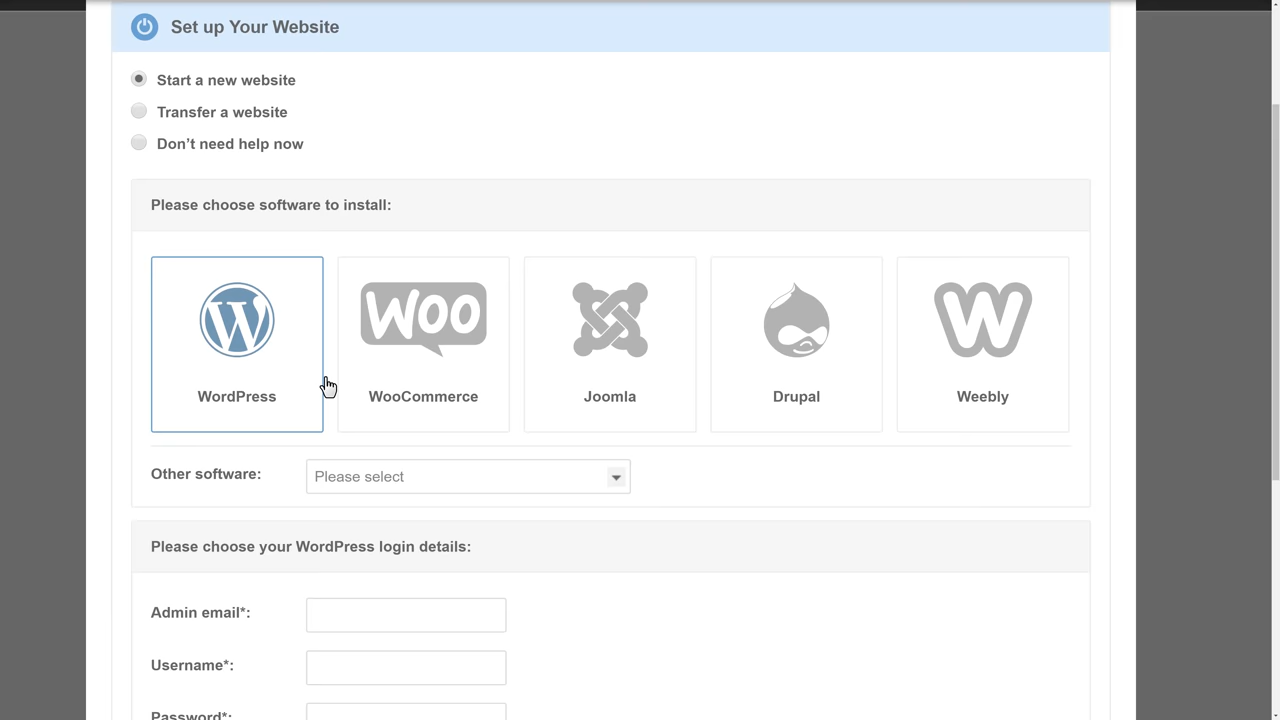 Set up Your Website
Start a new website
Transfer a website
Don’t need help now
Please choose software to install:
WOO
WordPress
WooCommerce
Joomla
Drupal
Weebly
Other software:
Please select
Please choose your WordPress login details:
Admin email*:
Username*:
Password*: